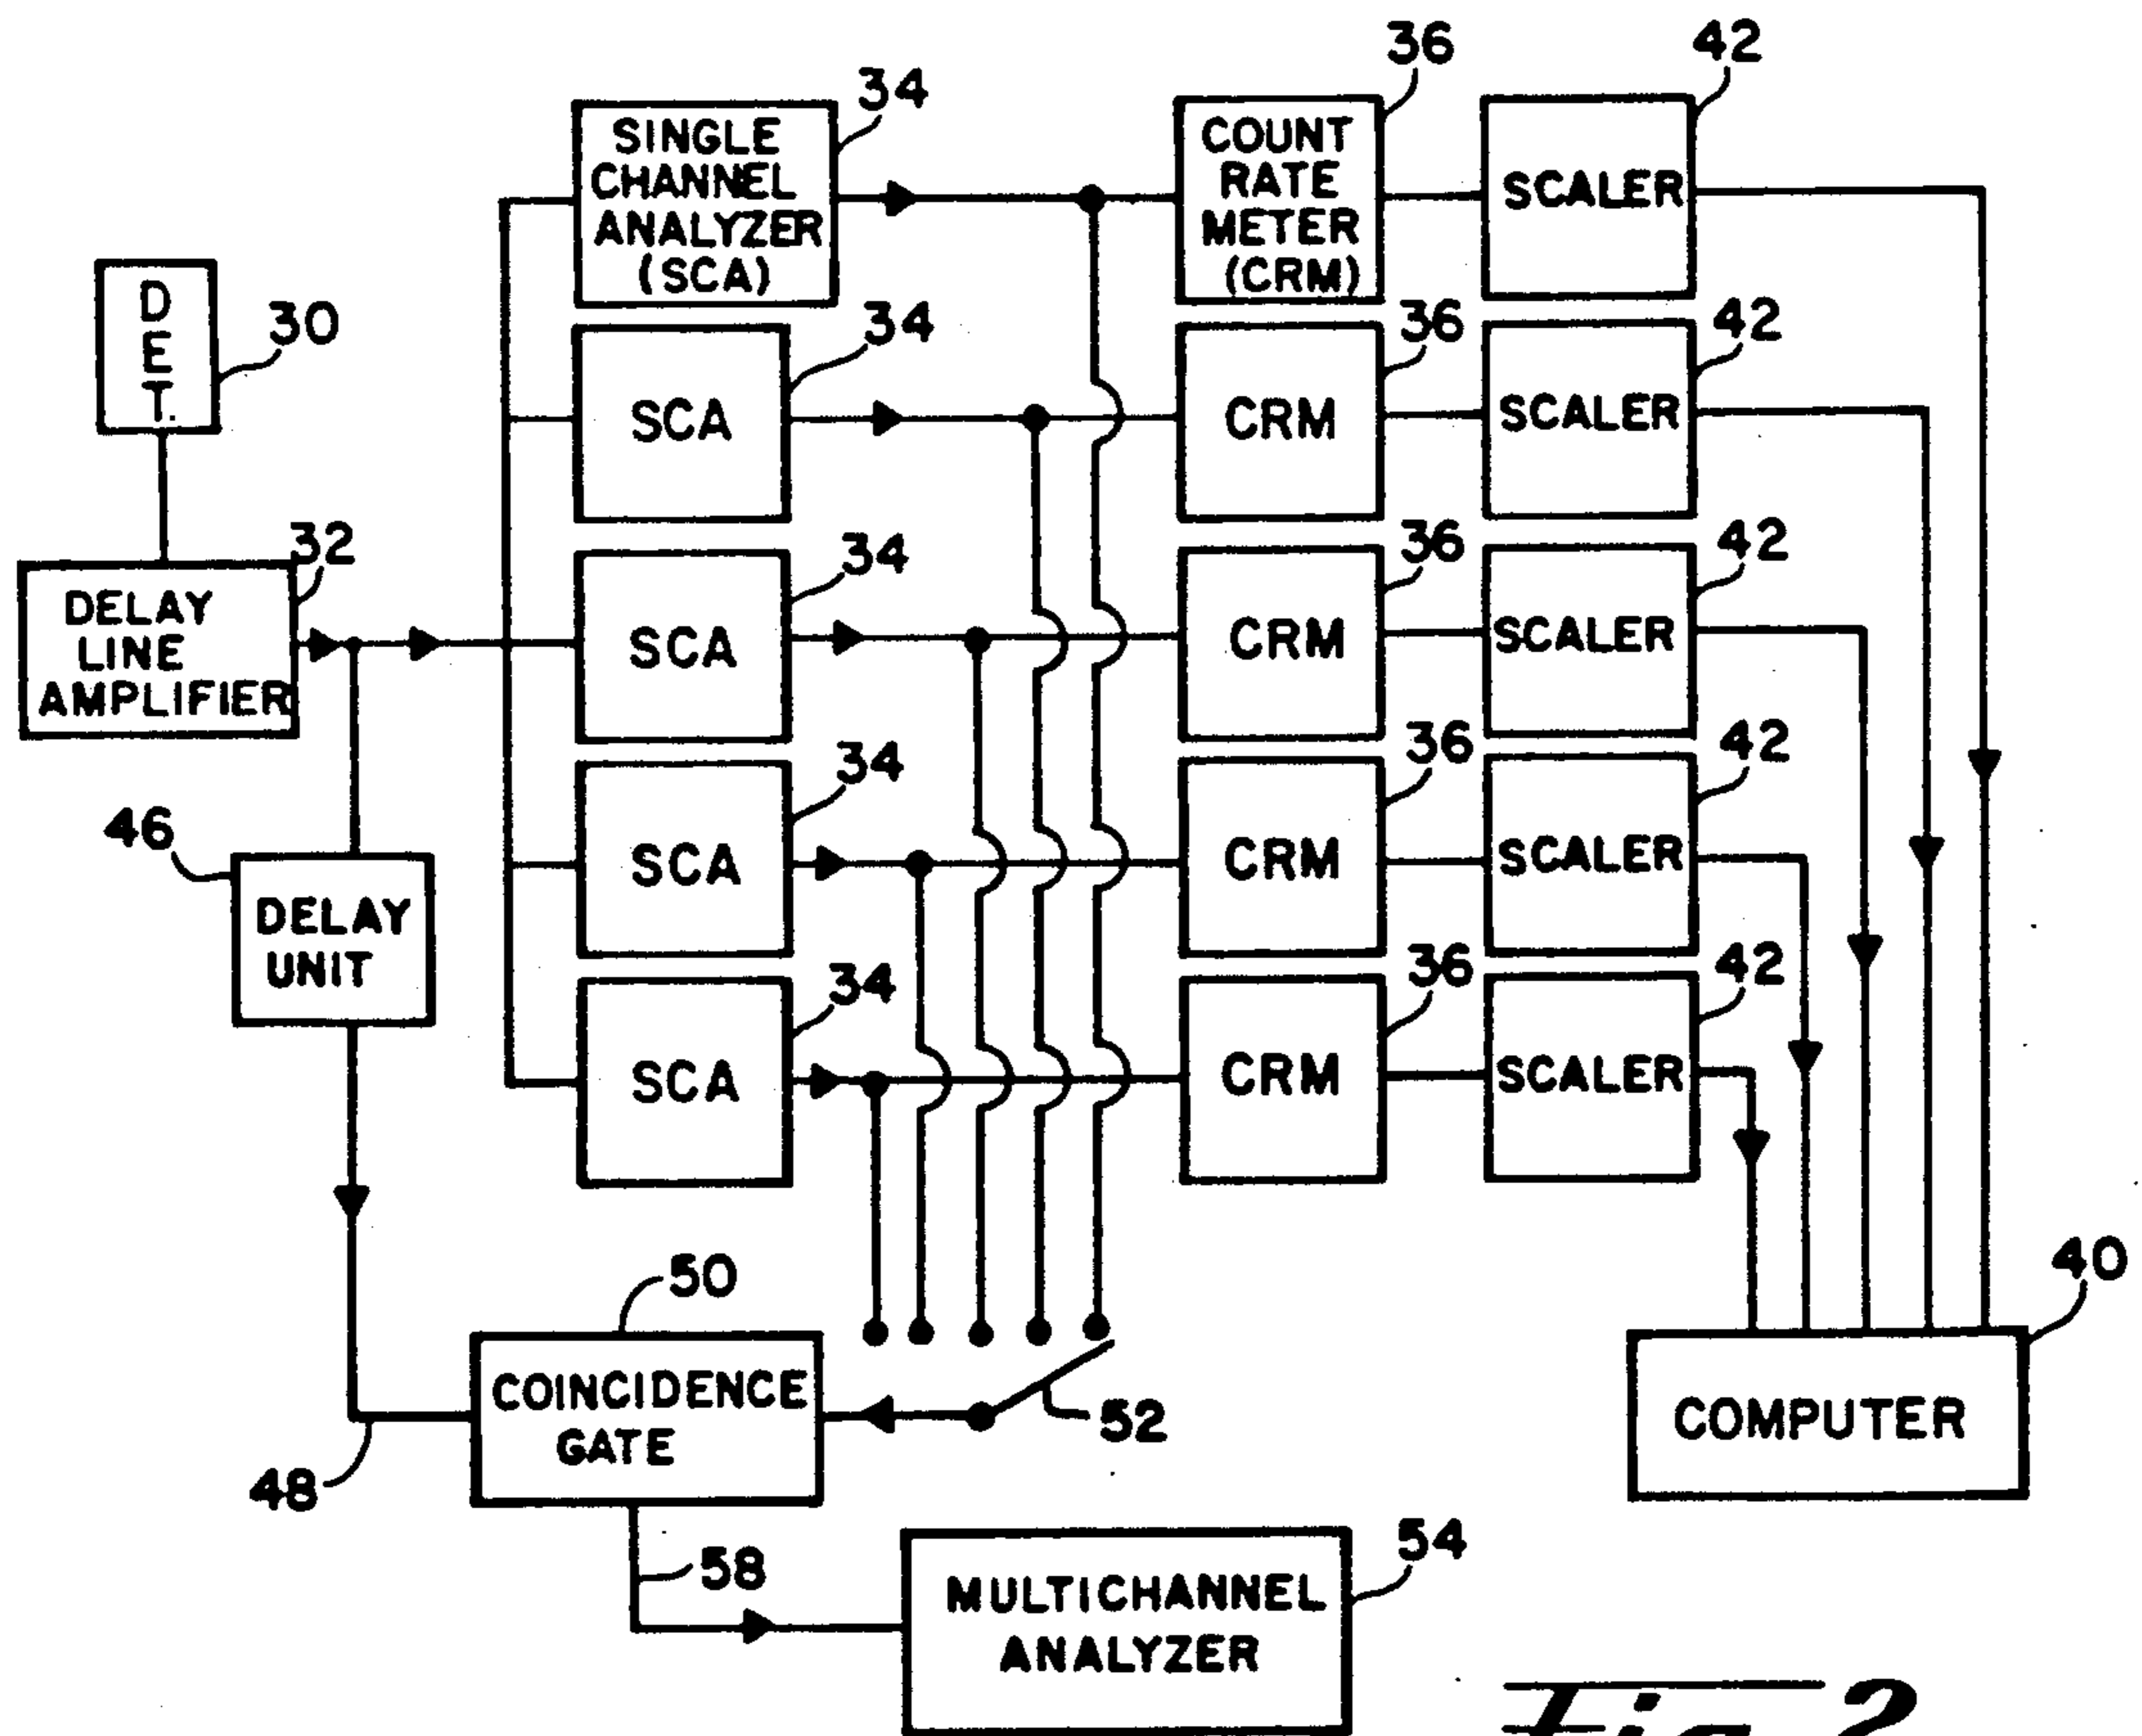 36
42
34
SINGLE
CHANNEL
ANALYZER
(SCA)
COUNT
RATE
METER
(CRM)
SCALER
D
E
T.
30
34
36
42
SCA
CRM
SCALER
32
DELAY
LINE
AMPLIFIER
34
36
42
SCA
CRM
SCALER
46
DELAY
UNIT
34
36
42
SCA
CRM
SCALER
34
36
42
SCA
CRM
SCALER
50
40
COINCIDENCE
GATE
52
COMPUTER
48
58
54
MULTICHANNEL
ANALYZER
Fig. 2